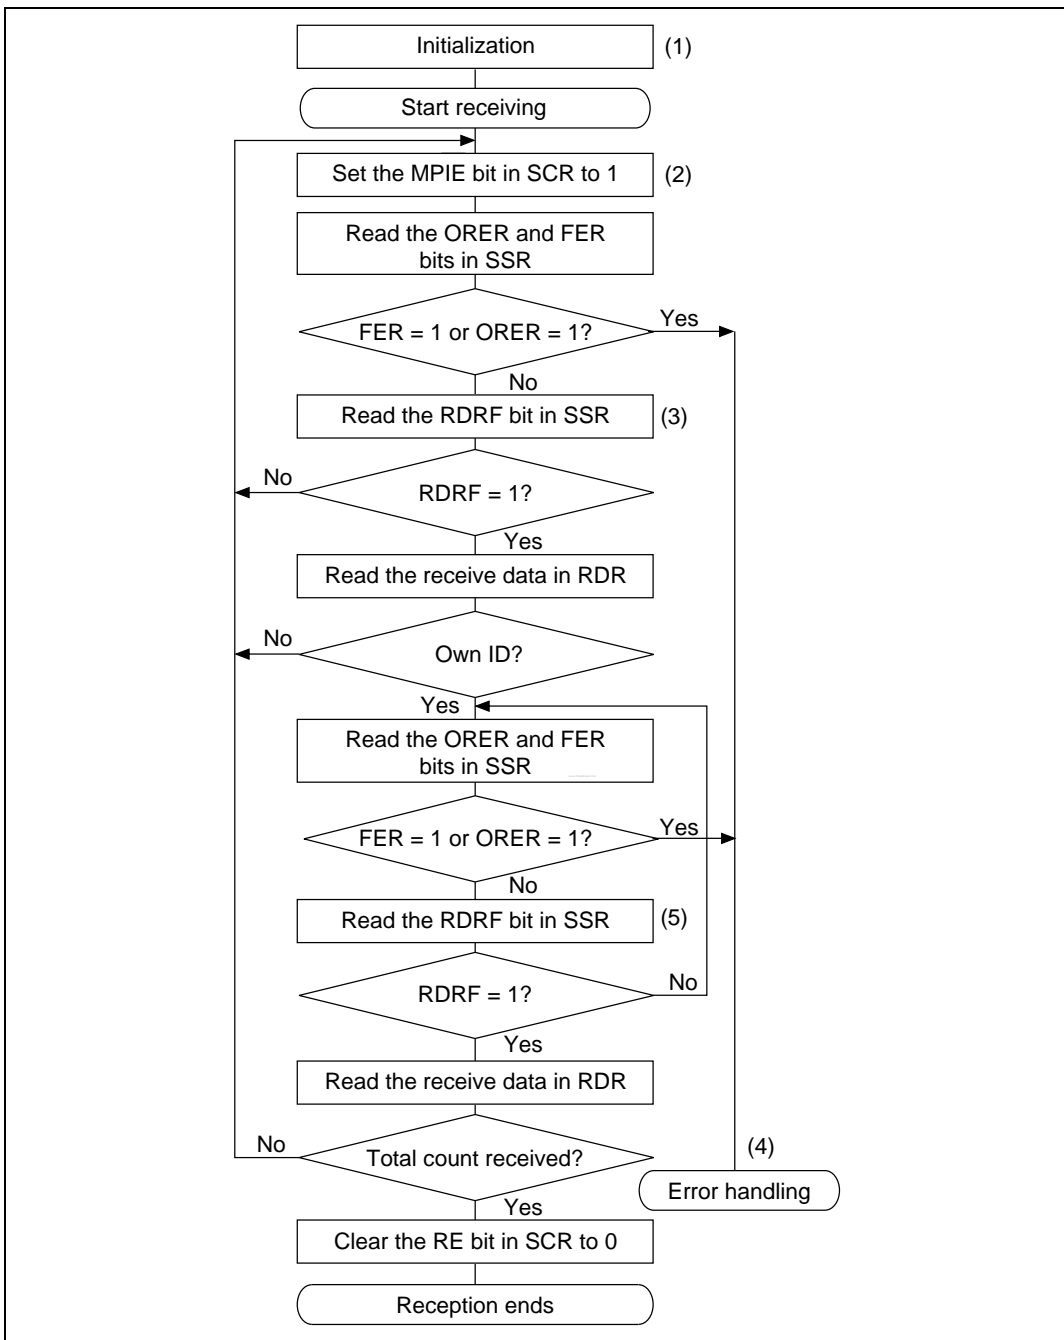 Initialization
(1)
Start receiving
Set the MPIE bit in SCR to 1
(2)
Read the ORER and FER
bits in SSR
FER = 1 or ORER = 1?
Yes
No
Read the RDRF bit in SSR
(3)
No
RDRF = 1?
Yes
Read the receive data in RDR
No
Own ID?
Yes
Read the ORER and FER
bits in SSR
FER = 1 or ORER = 1?
Yes
No
Read the RDRF bit in SSR
(5)
RDRF = 1?
No
Yes
Read the receive data in RDR
No
Total count received?
(4)
Error handling
Yes
Clear the RE bit in SCR to 0
Reception ends